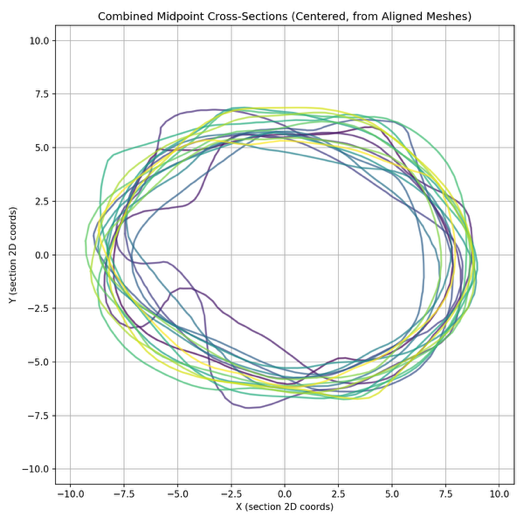 Combined Midpoint Cross-Sections (Centered, from Aligned Meshes)
10.0
7.5
5.0
2.5
0.0
−2.5
−5.0
−7.5
−10.0
Y (section 2D coords)
−10.0 −7.5 −5.0 −2.5 0.0 2.5 5.0 7.5 10.0
X (section 2D coords)